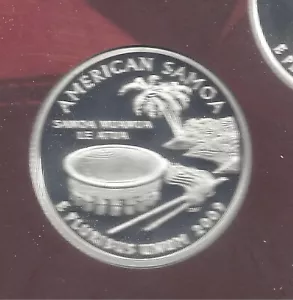 AMERICAN SAMOA
SAMOA MUAMUA
LE ATUA
E PLURIBUS UNUM 2009
E P